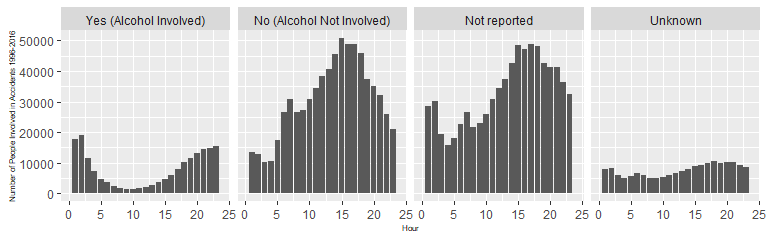 Yes (Alcohol Involved)
No (Alcohol Not Involved)
Not reported
Unknown
Number of People Involved in Accidents 1996-2016
50000
40000
30000
20000
10000
0
0 5 10 15 20 25
0 5 10 15 20 25
0 5 10 15 20 25
0 5 10 15 20 25
Hour